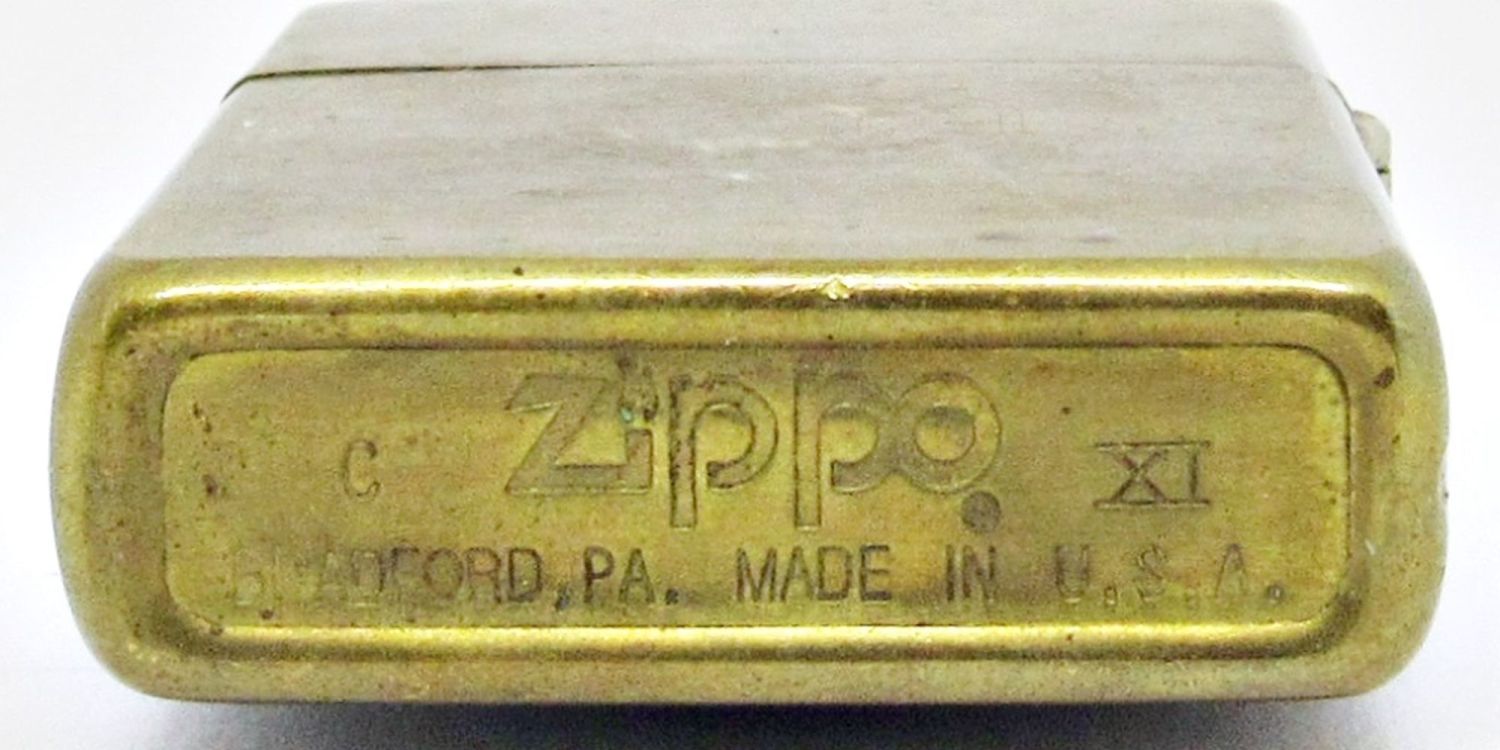 C Zippo XI
BRADFORD, PA. MADE IN U.S.A.